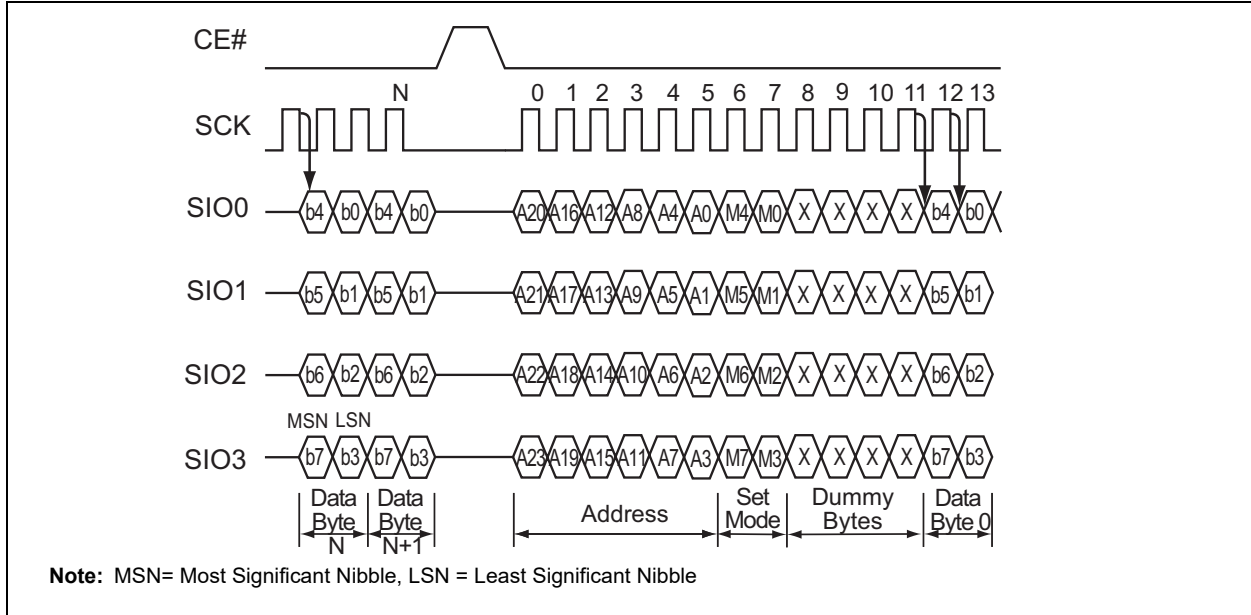 CE#
N 0 1 2 3 4 5 6 7 8 9 10 11 12 13
SCK
SIO0 b4 b0 b4 b0 A20 A16 A12 A8 A4 A0 M4 M0 X X X X b4 b0
SIO1 b5 b1 b5 b1 A21 A17 A13 A9 A5 A1 M5 M1 X X X X b5 b1
SIO2 b6 b2 b6 b2 A22 A18 A14 A10 A6 A2 M6 M2 X X X X b6 b2
MSN LSN
SIO3 b7 b3 b7 b3 A23 A19 A15 A11 A7 A3 M7 M3 X X X X b7 b3
Data Byte N
Data Byte N+1
Address
Set Mode
Dummy Bytes
Data Byte 0
Note: MSN= Most Significant Nibble, LSN = Least Significant Nibble